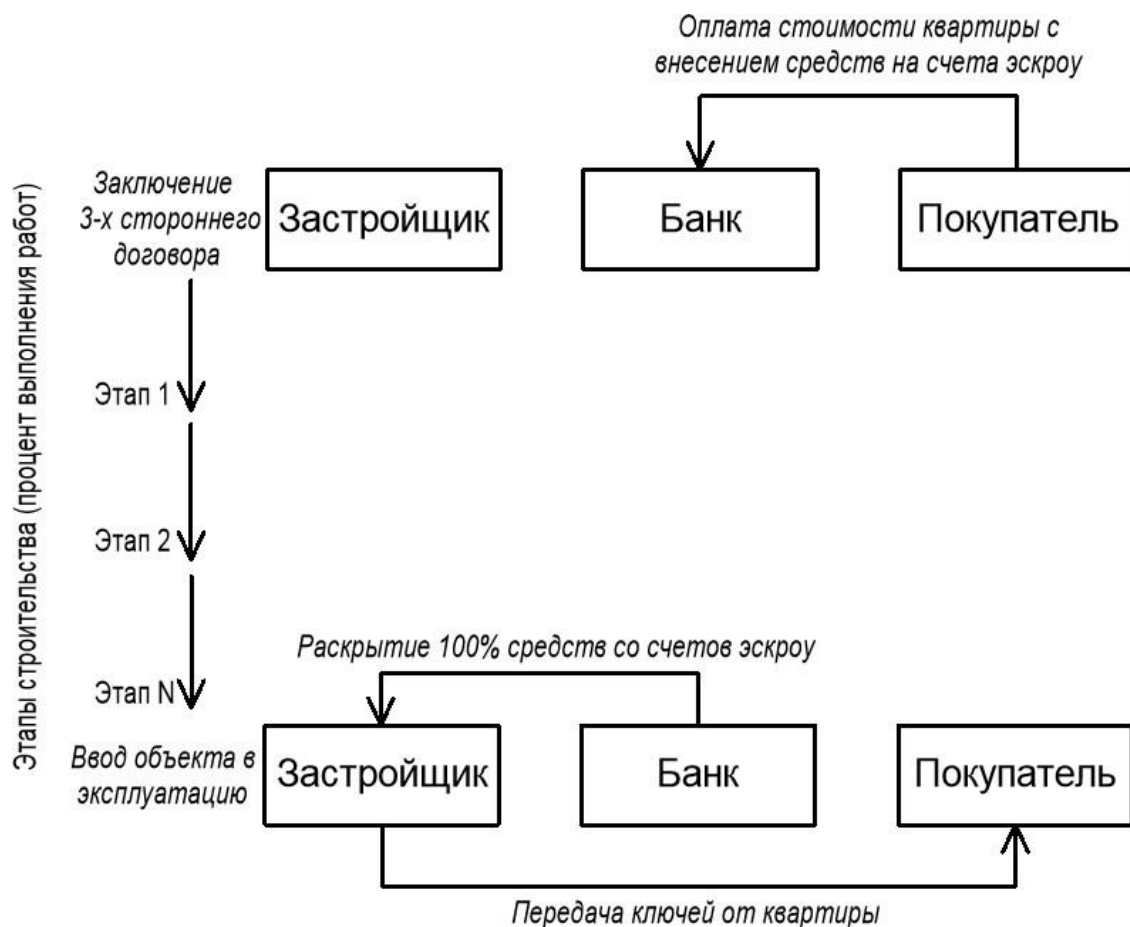 Оплата стоимости квартиры с
внесением средств на счета эскроу
Этапы строительства (процент выполнения работ)
Заключение
3-х стороннего
договора
Застройщик
Банк
Покупатель
Этап 1
Этап 2
Этап N
Раскрытие 100% средств со счетов эскроу
Ввод объекта в
эксплуатацию
Застройщик
Банк
Покупатель
Передача ключей от квартиры